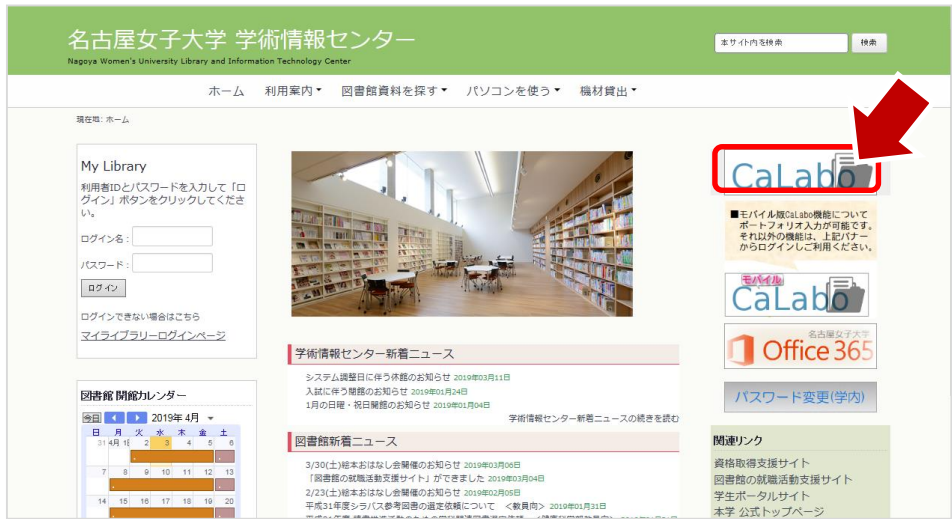 名古屋女子大学 学術情報センター
Nagoya Women's University Library and Information Technology Center
本サイト内を検索
検索
ホーム 利用案内▼ 図書館資料を探す▼ パソコンを使う▼ 機材貸出▼
現在地: ホーム
My Library
利用者IDとパスワードを入力して「ロ
グイン」ボタンをクリックしてくださ
い。
ログイン名 :
パスワード :
ログイン
ログインできない場合はこちら
マイライブラリーログインページ
図書館 開館カレンダー
今日 2019年 4月
日 月 火 水 木 金 土
31 4月 1日 2 3 4 5 6
7 8 9 10 11 12 13
14 15 16 17 18 19 20
学術情報センター新着ニュース
システム調整日に伴う休館のお知らせ 2019年03月11日
入試に伴う閉館のお知らせ 2019年01月24日
1月の日曜・祝日開館のお知らせ 2019年01月04日
学術情報センター新着ニュースの続きを読む
図書館新着ニュース
3/30(土)絵本おはなし会開催のお知らせ 2019年03月06日
「図書館の就職活動支援サイト」ができました 2019年03月04日
2/23(土)絵本おはなし会開催のお知らせ 2019年02月05日
平成31年度シラバス参考図書の選定依頼について <教員向> 2019年01月31日
CaLabo
■モバイル版CaLabo機能について
ポートフォリオ入力が可能です。
それ以外の機能は、上記バナー
からログインしご利用ください。
モバイル
CaLabo
名古屋女子大学
Office 365
パスワード変更(学内)
関連リンク
資格取得支援サイト
図書館の就職活動支援サイト
学生ポータルサイト
本学 公式トップページ